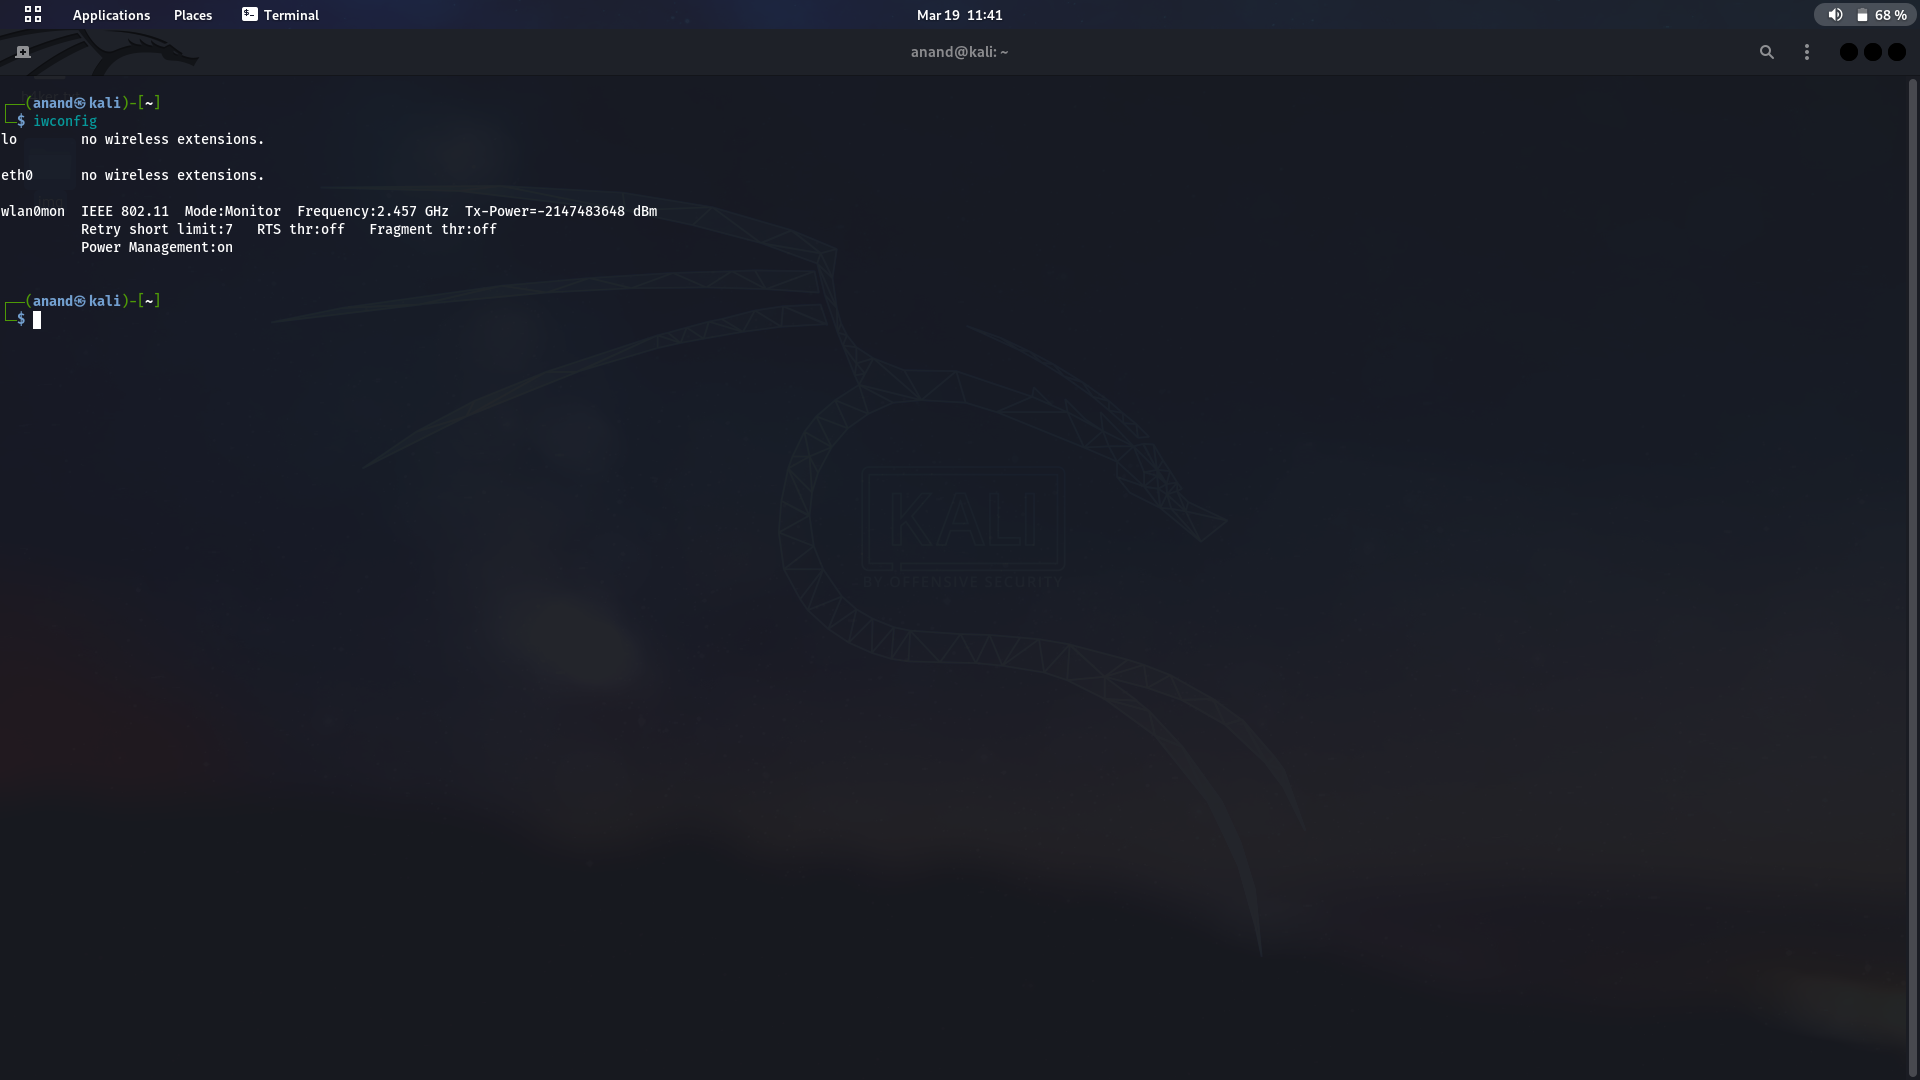 Applications Places Terminal Mar 19 11:41 68 %
anand@kali: ~
┌──(anand㉿kali)-[~]
└─$ iwconfig
lo        no wireless extensions.
eth0      no wireless extensions.
wlan0mon  IEEE 802.11  Mode:Monitor  Frequency:2.457 GHz  Tx-Power=-2147483648 dBm
          Retry short limit:7   RTS thr:off   Fragment thr:off
          Power Management:on
┌──(anand㉿kali)-[~]
└─$
KALI
BY OFFENSIVE SECURITY